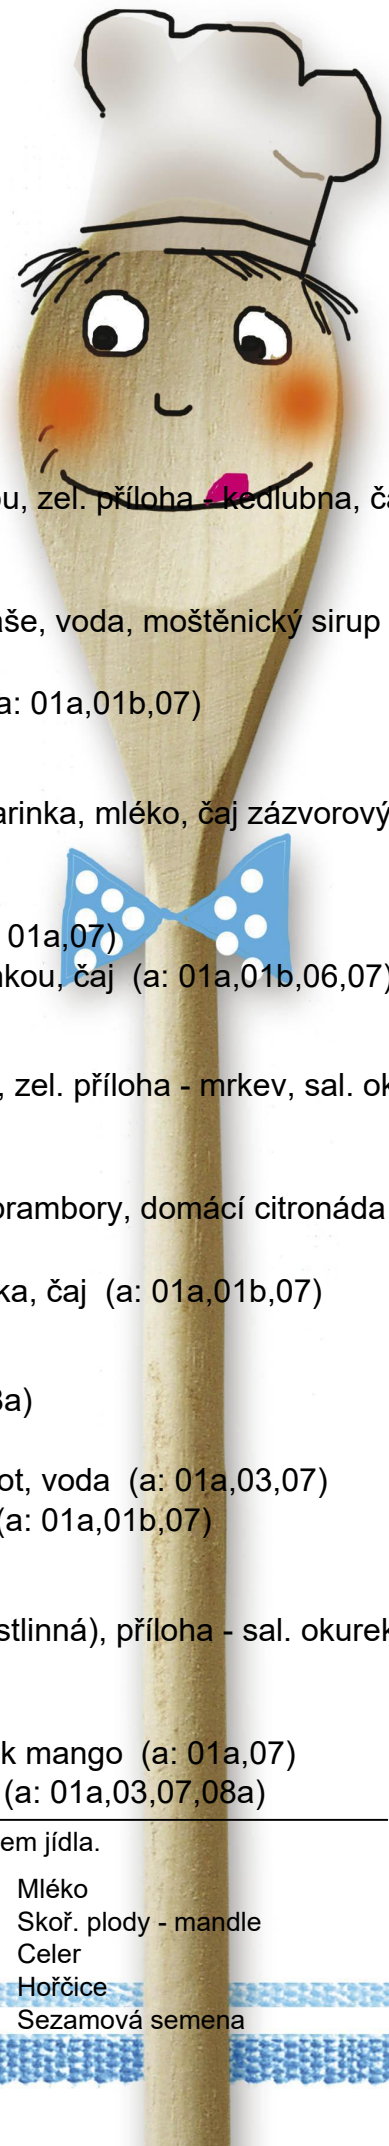 u, zel. příloha - kedlubna, č
še, voda, moštěnický sirup
a: 01a,01b,07)
arinka, mléko, čaj zázvorový
01a,07)
nkou, čaj (a: 01a,01b,06,07)
, zel. příloha - mrkev, sal. ok
brambory, domácí citronáda
ka, čaj (a: 01a,01b,07)
3a)
ot, voda (a: 01a,03,07)
(a: 01a,01b,07)
stlinná), příloha - sal. okurek
k mango (a: 01a,07)
(a: 01a,03,07,08a)
em jídla.
Mléko
Skoř. plody - mandle
Celer
Hořčice
Sezamová semena